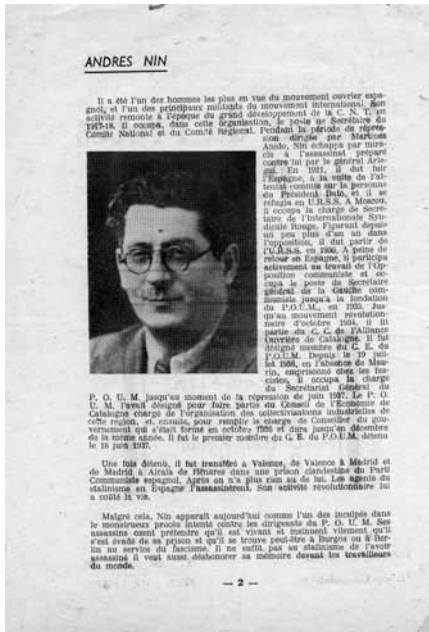 ANDRES NIN
Il a été l'un des hommes les plus en vue du mouvement ouvrier espa-
gnol, et l'un des principaux militants du mouvement international. Son
activité remonte à l'époque du grand développement de la C. N. T. en
1917-18. Il occupa, dans cette organisation, le poste de Secrétaire du
Comité National et du Comité Régional. Pendant la période de répres-
sion dirigée par Martinez
Anido, Nin échappa par mira-
cle à l'assassinat préparé
contre lui par le général Arle-
gui. En 1921, il dut fuir
l'Espagne, à la suite de l'at-
tentat commis sur la personne
du Président Dato, et il se
réfugia en U.R.S.S. A Moscou,
il occupa la charge de Secré-
taire de l'Internationale Syn-
dicale Rouge. Figurant depuis
un peu plus d'un an dans
l'opposition, il dut partir de
l'U.R.S.S. en 1930. A peine de
retour en Espagne, il participa
activement au travail de l'Op-
position communiste et oc-
cupa le poste de Secrétaire
général de la Gauche com-
muniste jusqu'à la fondation
du P.O.U.M., en 1935. Jus-
qu'au mouvement révolution-
naire d'octobre 1934, il fit
partie du C. C. de l'Alliance
Ouvrière de Catalogne. Il fut
désigné membre du C. E. du
P.O.U.M. Depuis le 19 juil-
let 1936, en l'absence de Mau-
rin, emprisonné chez les fas-
cistes, il occupa la charge
du Secrétariat Général du
P. O. U. M. jusqu'au moment de la répression de juin 1937. Le P. O.
U. M. l'avait désigné pour faire partie du Conseil de l'Economie de
Catalogne chargé de l'organisation des collectivisations industrielles de
cette région, et, ensuite, pour remplir la charge de Conseiller du gou-
vernement qui s'était formé en octobre 1936 et dura jusqu'en décembre
de la même année. Il fut le premier membre du C. E. du P.O.U.M. détenu
le 16 juin 1937.
Une fois détenu, il fut transféré à Valence, de Valence à Madrid et
de Madrid à Alcala de Hénares dans une prison clandestine du Parti
Communiste espagnol. Après on n'a plus rien su de lui. Les agents du
stalinisme en Espagne l'assassinèrent. Son activité révolutionnaire lui
a coûté la vie.
Malgré cela, Nin apparaît aujourd'hui comme l'un des inculpés dans
le monstrueux procès intenté contre les dirigeants du P. O. U. M. Ses
assassins osent prétendre qu'il est vivant et insinuent vilement qu'il
s'est évadé de sa prison et qu'il se trouve peut-être à Burgos ou à Ber-
lin au service du fascisme. Il ne suffit pas au stalinisme de l'avoir
assassiné il veut aussi déshonorer sa mémoire devant les travailleurs
du monde.
— 2 —